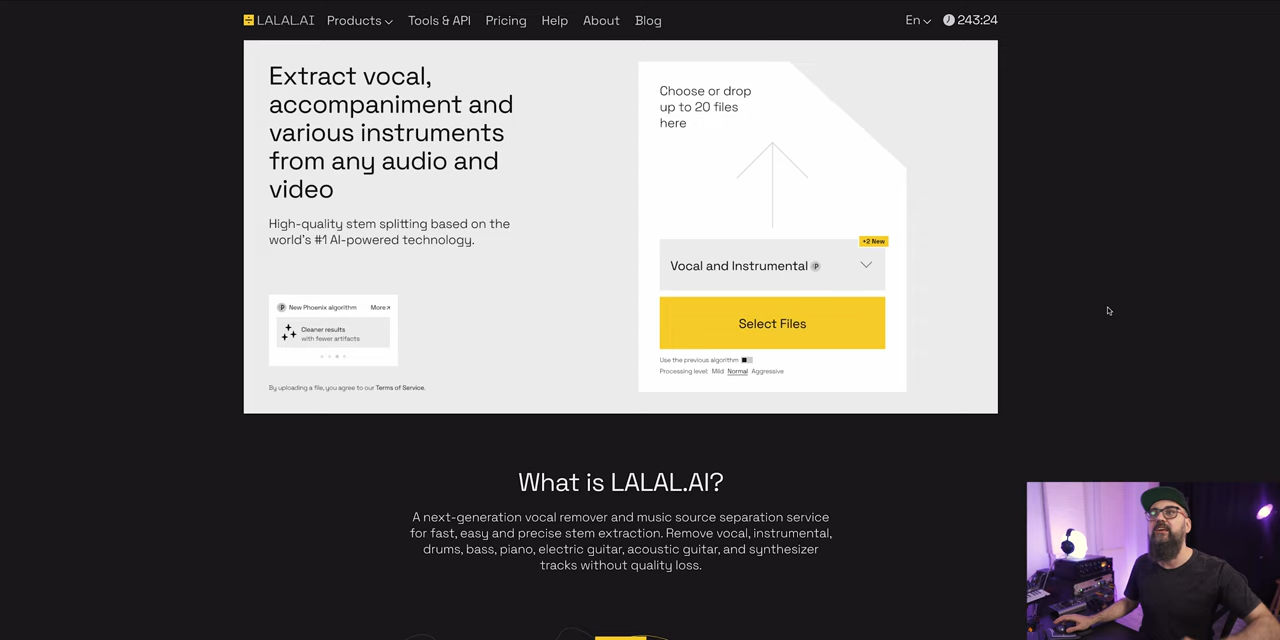 LALAL.AI Products Tools & API Pricing Help About Blog En 243:24
Extract vocal,
accompaniment and
various instruments
from any audio and
video
High-quality stem splitting based on the
world's #1 AI-powered technology.
P New Phoenix algorithm More
Cleaner results
with fewer artifacts
By uploading a file, you agree to our Terms of Service.
Choose or drop
up to 20 files
here
+2 New
Vocal and Instrumental P
Select Files
Use the previous algorithm
Processing level: Mild Normal Aggressive
What is LALAL.AI?
A next-generation vocal remover and music source separation service
for fast, easy and precise stem extraction. Remove vocal, instrumental,
drums, bass, piano, electric guitar, acoustic guitar, and synthesizer
tracks without quality loss.